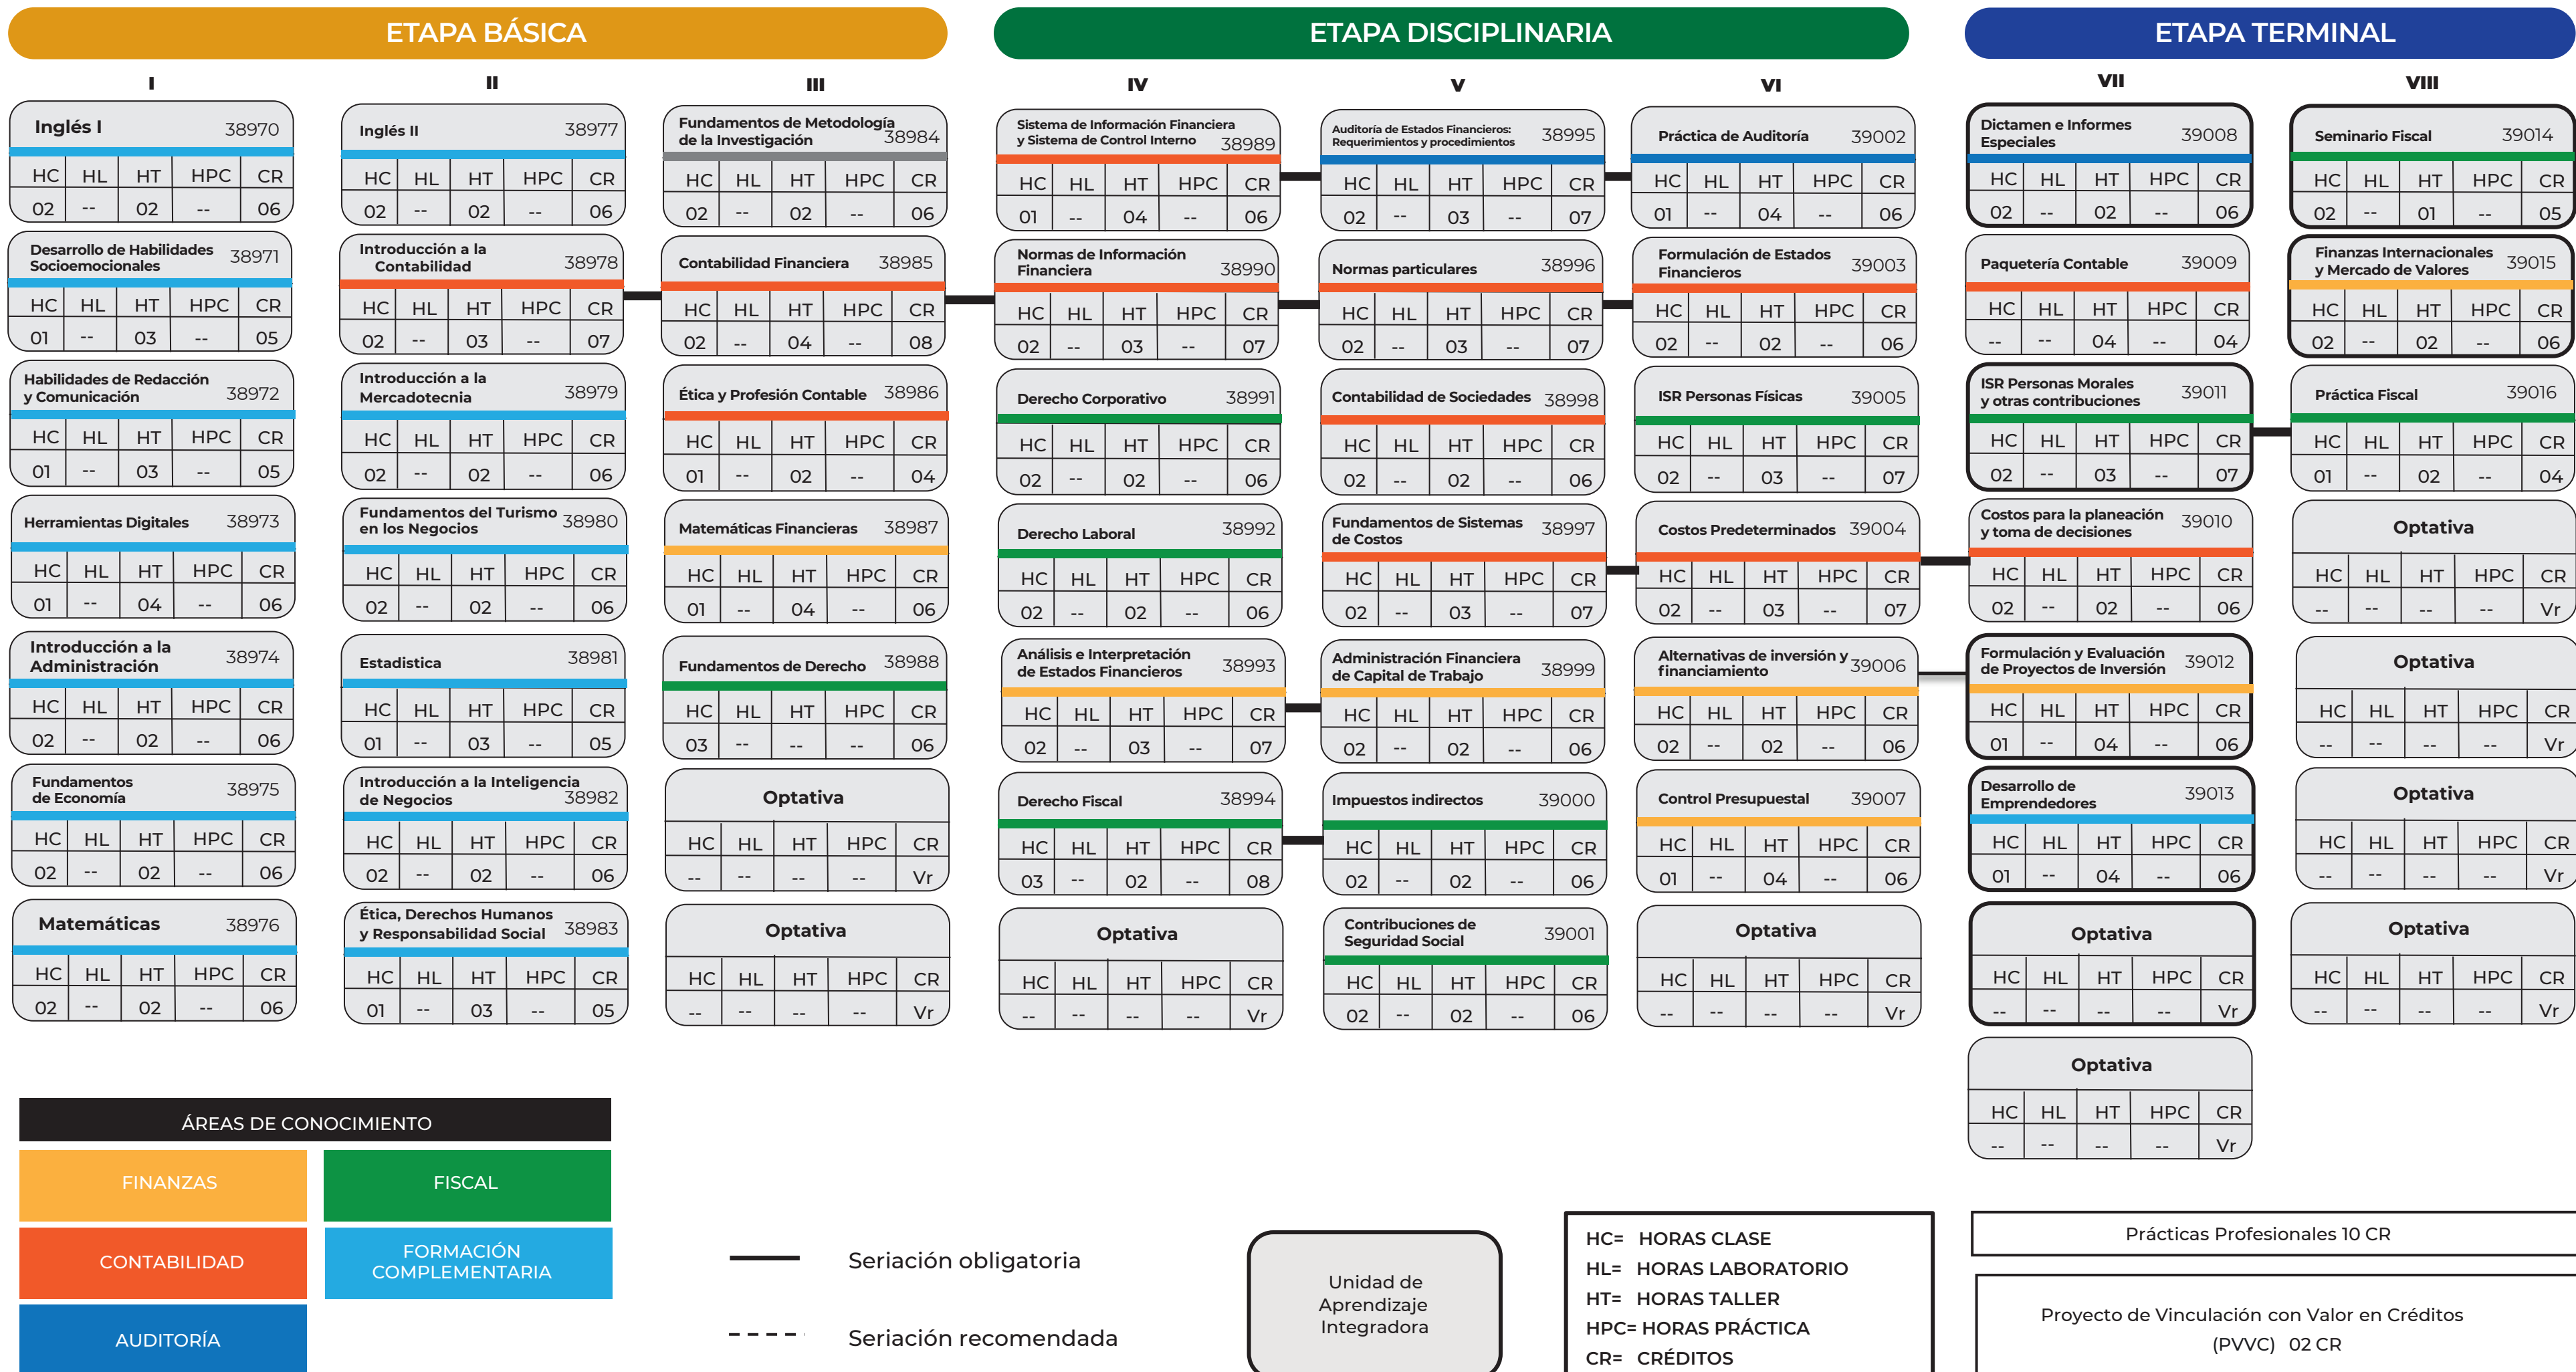 ETAPA BÁSICA
ETAPA DISCIPLINARIA
ETAPA TERMINAL
I
Inglés I 38970
HC HL HT HPC CR
02 -- 02 -- 06
Desarrollo de Habilidades
Socioemocionales 38971
HC HL HT HPC CR
01 -- 03 -- 05
Habilidades de Redacción
y Comunicación 38972
HC HL HT HPC CR
01 -- 03 -- 05
Herramientas Digitales 38973
HC HL HT HPC CR
01 -- 04 -- 06
Introducción a la
Administración 38974
HC HL HT HPC CR
02 -- 02 -- 06
Fundamentos
de Economía 38975
HC HL HT HPC CR
02 -- 02 -- 06
Matemáticas 38976
HC HL HT HPC CR
02 -- 02 -- 06
II
Inglés II 38977
HC HL HT HPC CR
02 -- 02 -- 06
Introducción a la
Contabilidad 38978
HC HL HT HPC CR
02 -- 03 -- 07
Introducción a la
Mercadotecnia 38979
HC HL HT HPC CR
02 -- 02 -- 06
Fundamentos del Turismo
en los Negocios 38980
HC HL HT HPC CR
02 -- 02 -- 06
Estadistica 38981
HC HL HT HPC CR
01 -- 03 -- 05
Introducción a la Inteligencia
de Negocios 38982
HC HL HT HPC CR
02 -- 02 -- 06
Ética, Derechos Humanos
y Responsabilidad Social 38983
HC HL HT HPC CR
01 -- 03 -- 05
III
Fundamentos de Metodología
de la Investigación 38984
HC HL HT HPC CR
02 -- 02 -- 06
Contabilidad Financiera 38985
HC HL HT HPC CR
02 -- 04 -- 08
Ética y Profesión Contable 38986
HC HL HT HPC CR
01 -- 02 -- 04
Matemáticas Financieras 38987
HC HL HT HPC CR
01 -- 04 -- 06
Fundamentos de Derecho 38988
HC HL HT HPC CR
03 -- -- -- 06
Optativa
HC HL HT HPC CR
-- -- -- -- Vr
Optativa
HC HL HT HPC CR
-- -- -- -- Vr
IV
Sistema de Información Financiera
y Sistema de Control Interno 38989
HC HL HT HPC CR
01 -- 04 -- 06
Normas de Información
Financiera 38990
HC HL HT HPC CR
02 -- 03 -- 07
Derecho Corporativo 38991
HC HL HT HPC CR
02 -- 02 -- 06
Derecho Laboral 38992
HC HL HT HPC CR
02 -- 02 -- 06
Análisis e Interpretación
de Estados Financieros 38993
HC HL HT HPC CR
02 -- 03 -- 07
Derecho Fiscal 38994
HC HL HT HPC CR
03 -- 02 -- 08
Optativa
HC HL HT HPC CR
-- -- -- -- Vr
V
Auditoría de Estados Financieros:
Requerimientos y procedimientos 38995
HC HL HT HPC CR
02 -- 03 -- 07
Normas particulares 38996
HC HL HT HPC CR
02 -- 03 -- 07
Contabilidad de Sociedades 38998
HC HL HT HPC CR
02 -- 02 -- 06
Fundamentos de Sistemas
de Costos 38997
HC HL HT HPC CR
02 -- 03 -- 07
Administración Financiera
de Capital de Trabajo 38999
HC HL HT HPC CR
02 -- 02 -- 06
Impuestos indirectos 39000
HC HL HT HPC CR
02 -- 02 -- 06
Contribuciones de
Seguridad Social 39001
HC HL HT HPC CR
02 -- 02 -- 06
VI
Práctica de Auditoría 39002
HC HL HT HPC CR
01 -- 04 -- 06
Formulación de Estados
Financieros 39003
HC HL HT HPC CR
02 -- 02 -- 06
ISR Personas Físicas 39005
HC HL HT HPC CR
02 -- 03 -- 07
Costos Predeterminados 39004
HC HL HT HPC CR
02 -- 03 -- 07
Alternativas de inversión y
financiamiento 39006
HC HL HT HPC CR
02 -- 02 -- 06
Control Presupuestal 39007
HC HL HT HPC CR
01 -- 04 -- 06
Optativa
HC HL HT HPC CR
-- -- -- -- Vr
VII
Dictamen e Informes
Especiales 39008
HC HL HT HPC CR
02 -- 02 -- 06
Paquetería Contable 39009
HC HL HT HPC CR
-- -- 04 -- 04
ISR Personas Morales
y otras contribuciones 39011
HC HL HT HPC CR
02 -- 03 -- 07
Costos para la planeación
y toma de decisiones 39010
HC HL HT HPC CR
02 -- 02 -- 06
Formulación y Evaluación
de Proyectos de Inversión 39012
HC HL HT HPC CR
01 -- 04 -- 06
Desarrollo de
Emprendedores 39013
HC HL HT HPC CR
01 -- 04 -- 06
Optativa
HC HL HT HPC CR
-- -- -- -- Vr
Optativa
HC HL HT HPC CR
-- -- -- -- Vr
VIII
Seminario Fiscal 39014
HC HL HT HPC CR
02 -- 01 -- 05
Finanzas Internacionales
y Mercado de Valores 39015
HC HL HT HPC CR
02 -- 02 -- 06
Práctica Fiscal 39016
HC HL HT HPC CR
01 -- 02 -- 04
Optativa
HC HL HT HPC CR
-- -- -- -- Vr
Optativa
HC HL HT HPC CR
-- -- -- -- Vr
Optativa
HC HL HT HPC CR
-- -- -- -- Vr
Optativa
HC HL HT HPC CR
-- -- -- -- Vr
ÁREAS DE CONOCIMIENTO
FINANZAS
FISCAL
CONTABILIDAD
FORMACIÓN
COMPLEMENTARIA
AUDITORÍA
Seriación obligatoria
Seriación recomendada
Unidad de
Aprendizaje
Integradora
HC= HORAS CLASE
HL= HORAS LABORATORIO
HT= HORAS TALLER
HPC= HORAS PRÁCTICA
CR= CRÉDITOS
Prácticas Profesionales 10 CR
Proyecto de Vinculación con Valor en Créditos
(PVVC) 02 CR